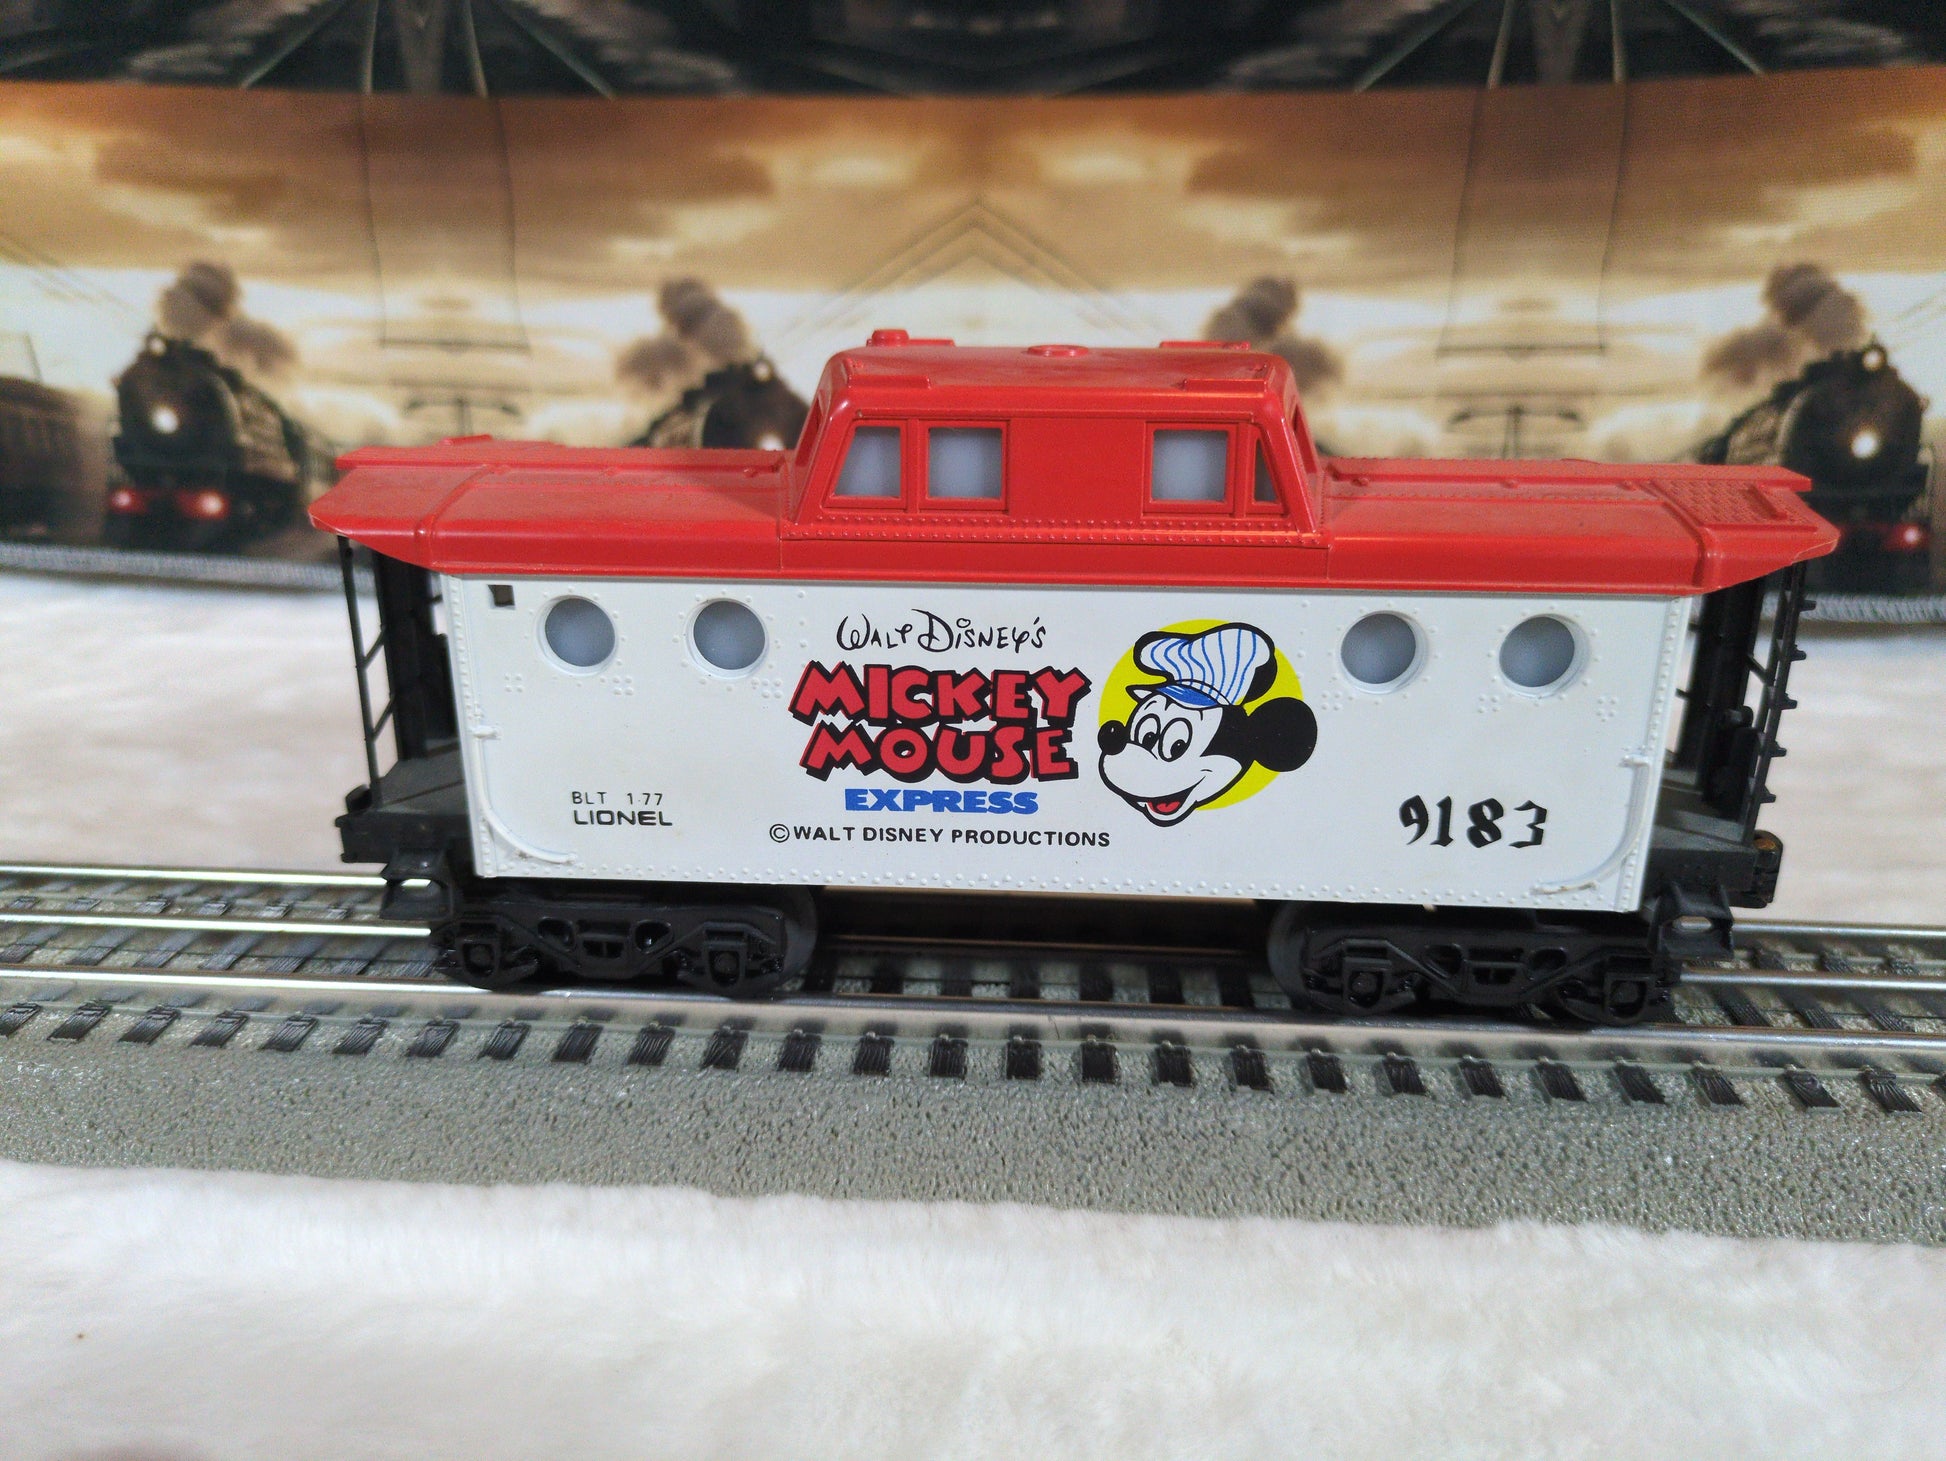 Walt Disney's
MICKEY
MOUSE
EXPRESS
©WALT DISNEY PRODUCTIONS
BLT 1-77
LIONEL
9183